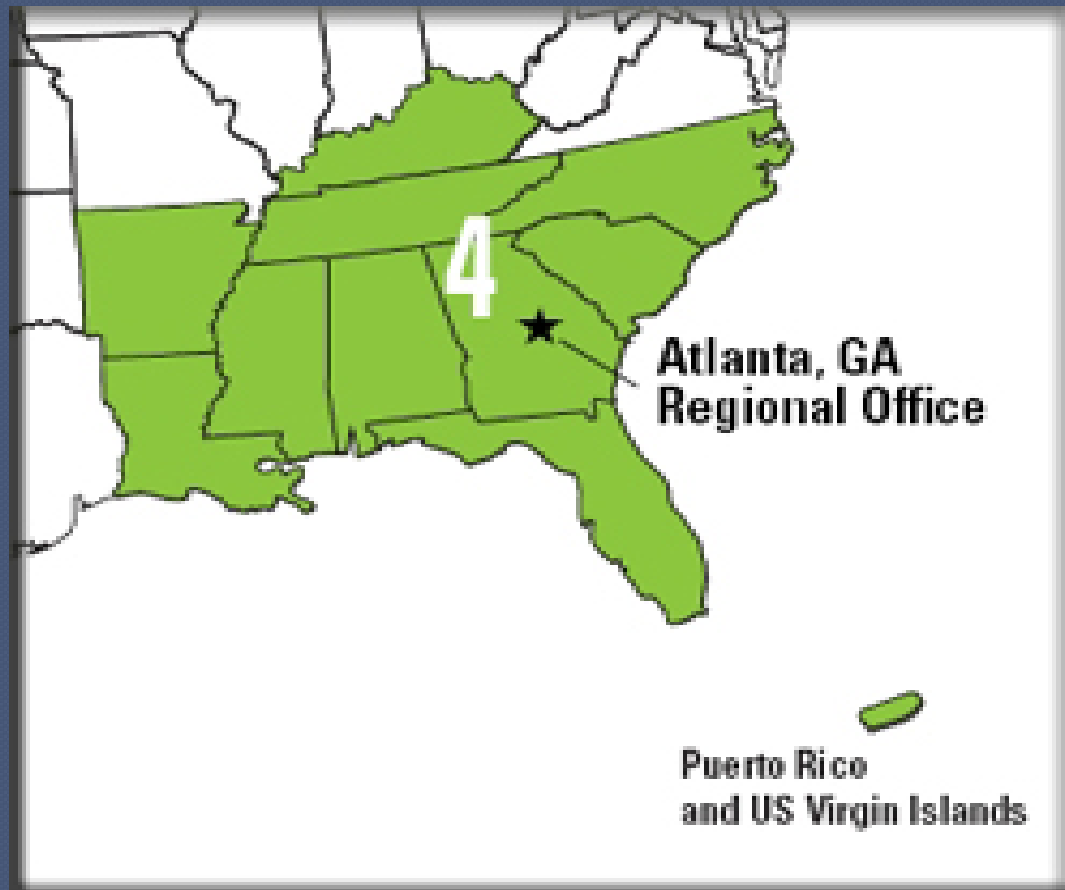 4
Atlanta, GA
Regional Office
Puerto Rico
and US Virgin Islands